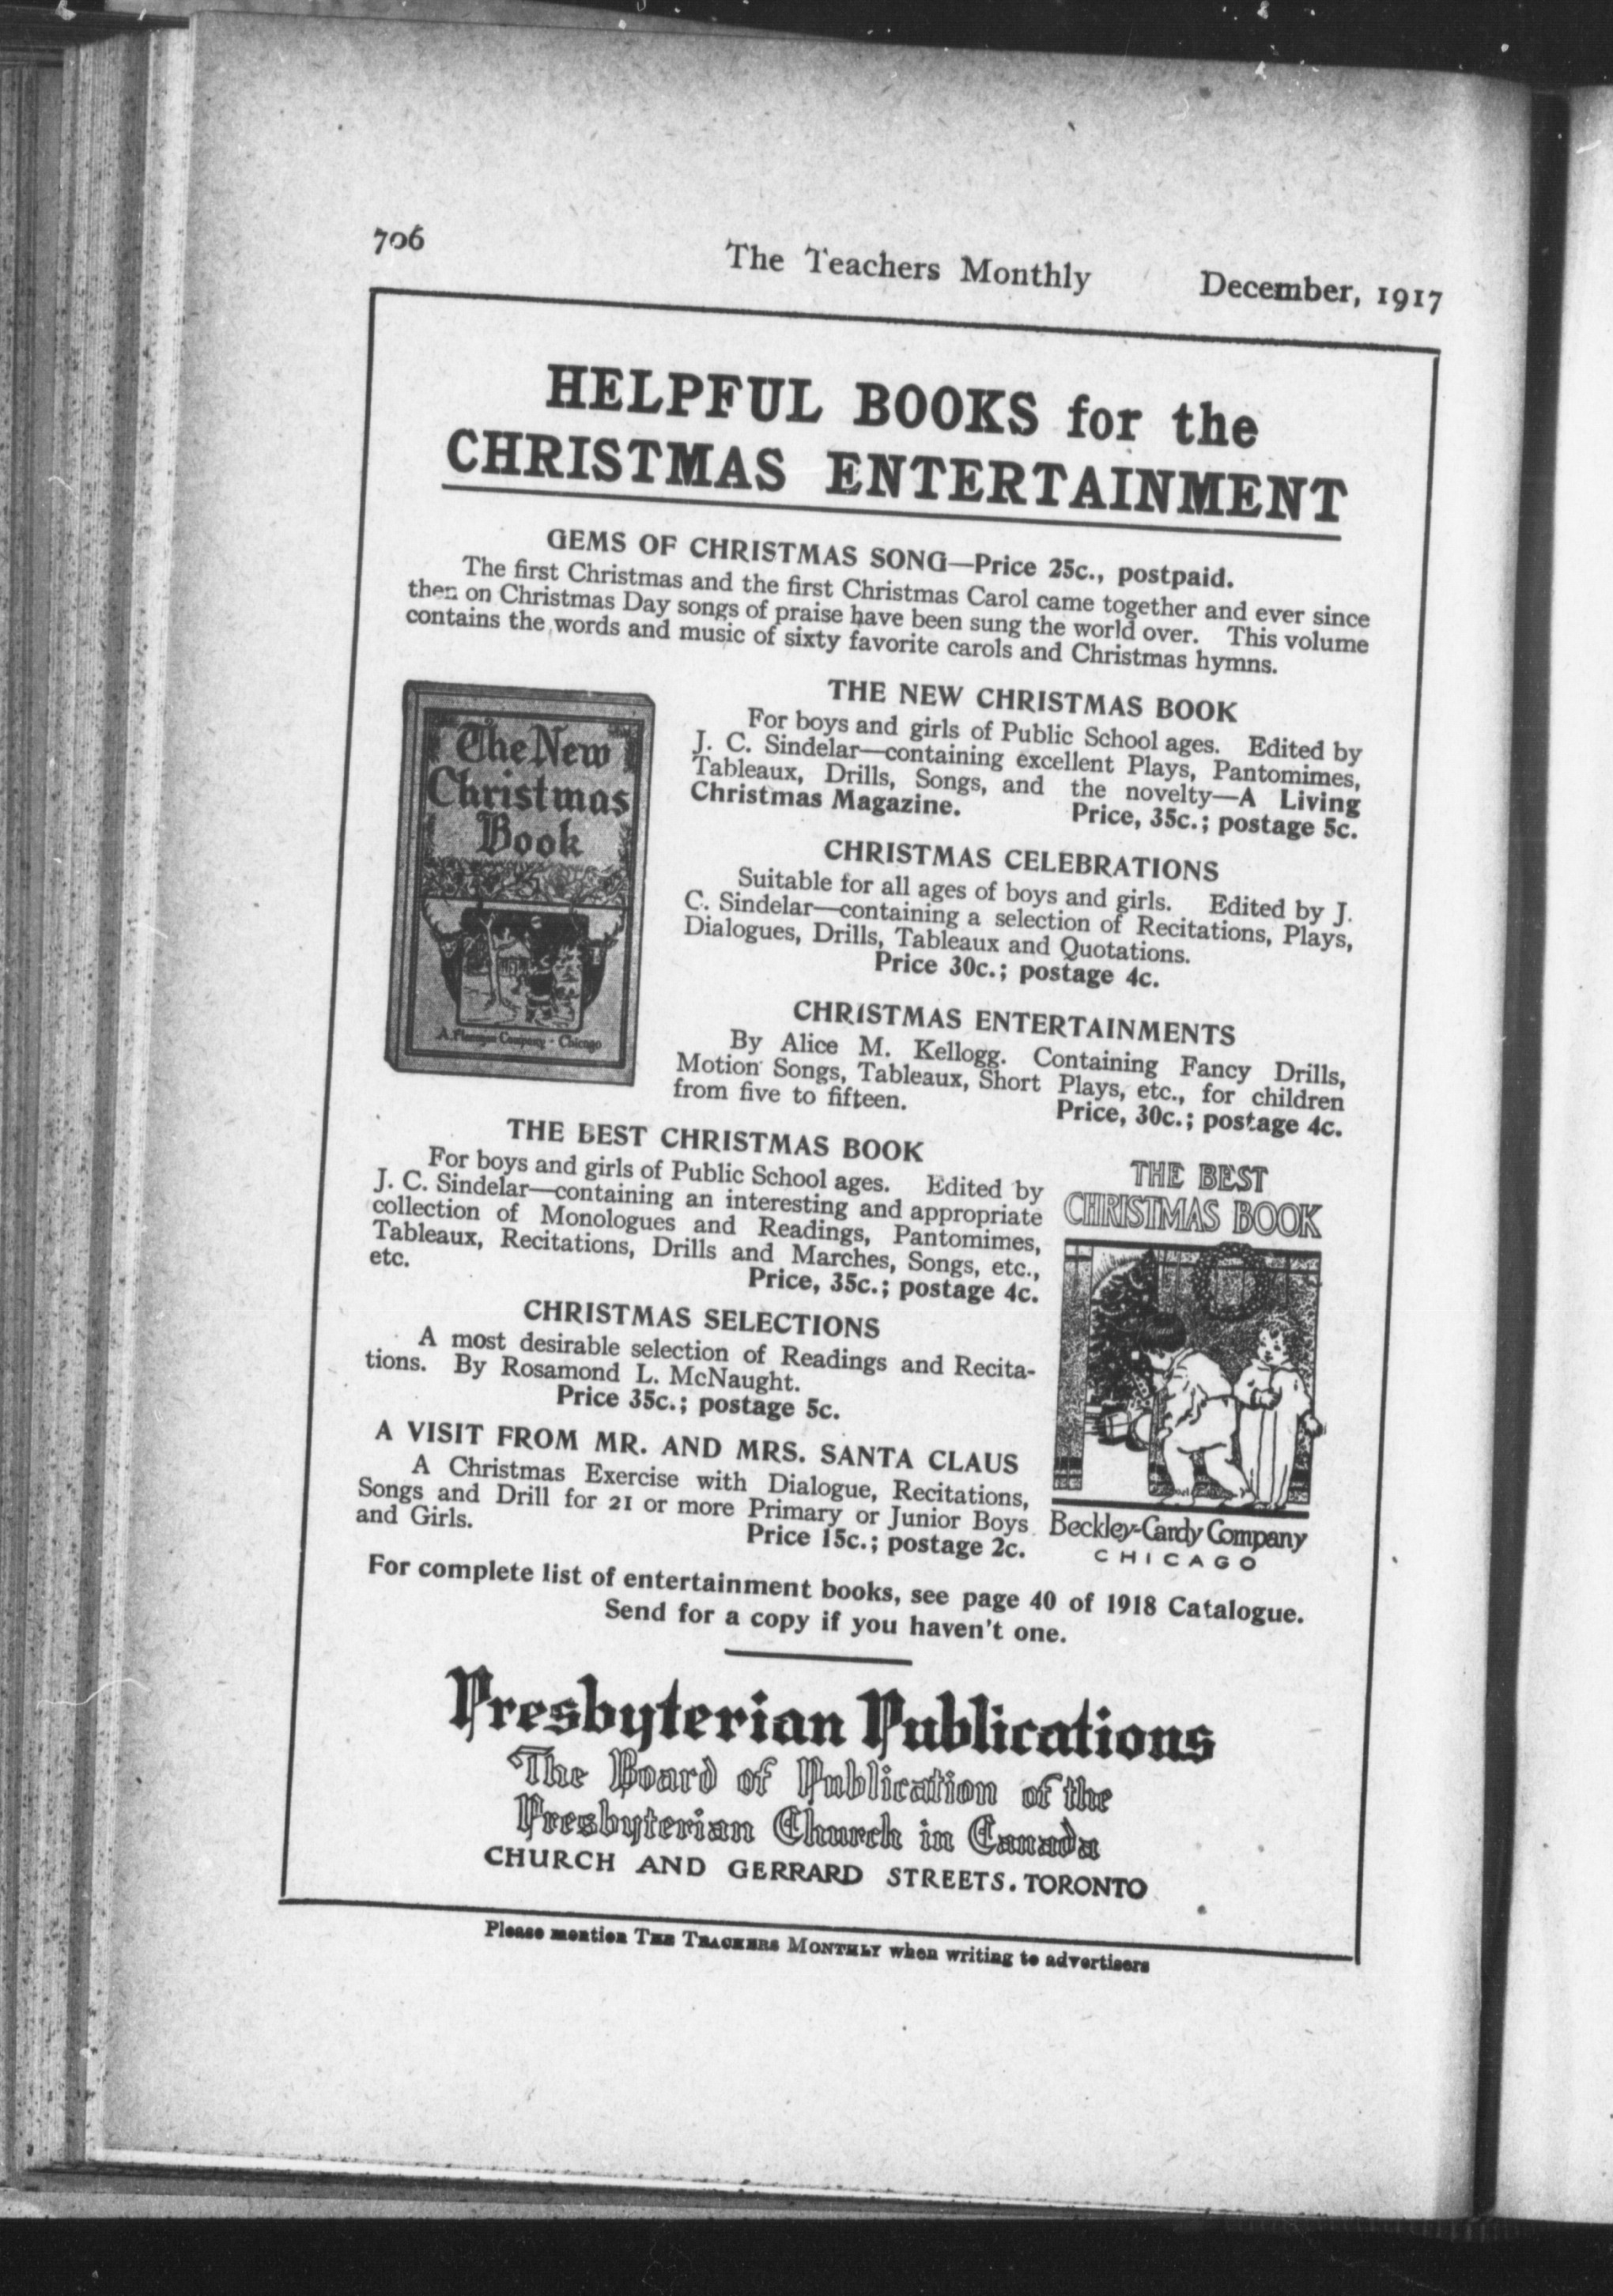 706
The Teachers Monthly
December, 1917
HELPFUL BOOKS for the
CHRISTMAS ENTERTAINMENT
GEMS OF CHRISTMAS SONG—Price 25c., postpaid.
The first Christmas and the first Christmas Carol came together and ever since
then on Christmas Day songs of praise have been sung the world over. This volume
contains the words and music of sixty favorite carols and Christmas hymns.
The New
Christmas
Book
A. Flanagan Company - Chicago
THE NEW CHRISTMAS BOOK
For boys and girls of Public School ages. Edited by
J. C. Sindelar—containing excellent Plays, Pantomimes,
Tableaux, Drills, Songs, and the novelty—A Living
Christmas Magazine. Price, 35c.; postage 5c.
CHRISTMAS CELEBRATIONS
Suitable for all ages of boys and girls. Edited by J.
C. Sindelar—containing a selection of Recitations, Plays,
Dialogues, Drills, Tableaux and Quotations.
Price 30c.; postage 4c.
CHRISTMAS ENTERTAINMENTS
By Alice M. Kellogg. Containing Fancy Drills,
Motion Songs, Tableaux, Short Plays, etc., for children
from five to fifteen. Price, 30c.; postage 4c.
THE BEST CHRISTMAS BOOK
For boys and girls of Public School ages. Edited by
J. C. Sindelar—containing an interesting and appropriate
collection of Monologues and Readings, Pantomimes,
Tableaux, Recitations, Drills and Marches, Songs, etc.,
etc. Price, 35c.; postage 4c.
CHRISTMAS SELECTIONS
A most desirable selection of Readings and Recita-
tions. By Rosamond L. McNaught.
Price 35c.; postage 5c.
A VISIT FROM MR. AND MRS. SANTA CLAUS
A Christmas Exercise with Dialogue, Recitations,
Songs and Drill for 21 or more Primary or Junior Boys
and Girls. Price 15c.; postage 2c.
THE BEST
CHRISTMAS BOOK
Beckley-Cardy Company
CHICAGO
For complete list of entertainment books, see page 40 of 1918 Catalogue.
Send for a copy if you haven't one.
Presbyterian Publications
The Board of Publication of the
Presbyterian Church in Canada
CHURCH AND GERRARD STREETS. TORONTO
Please mention THE TEACHERS MONTHLY when writing to advertisers